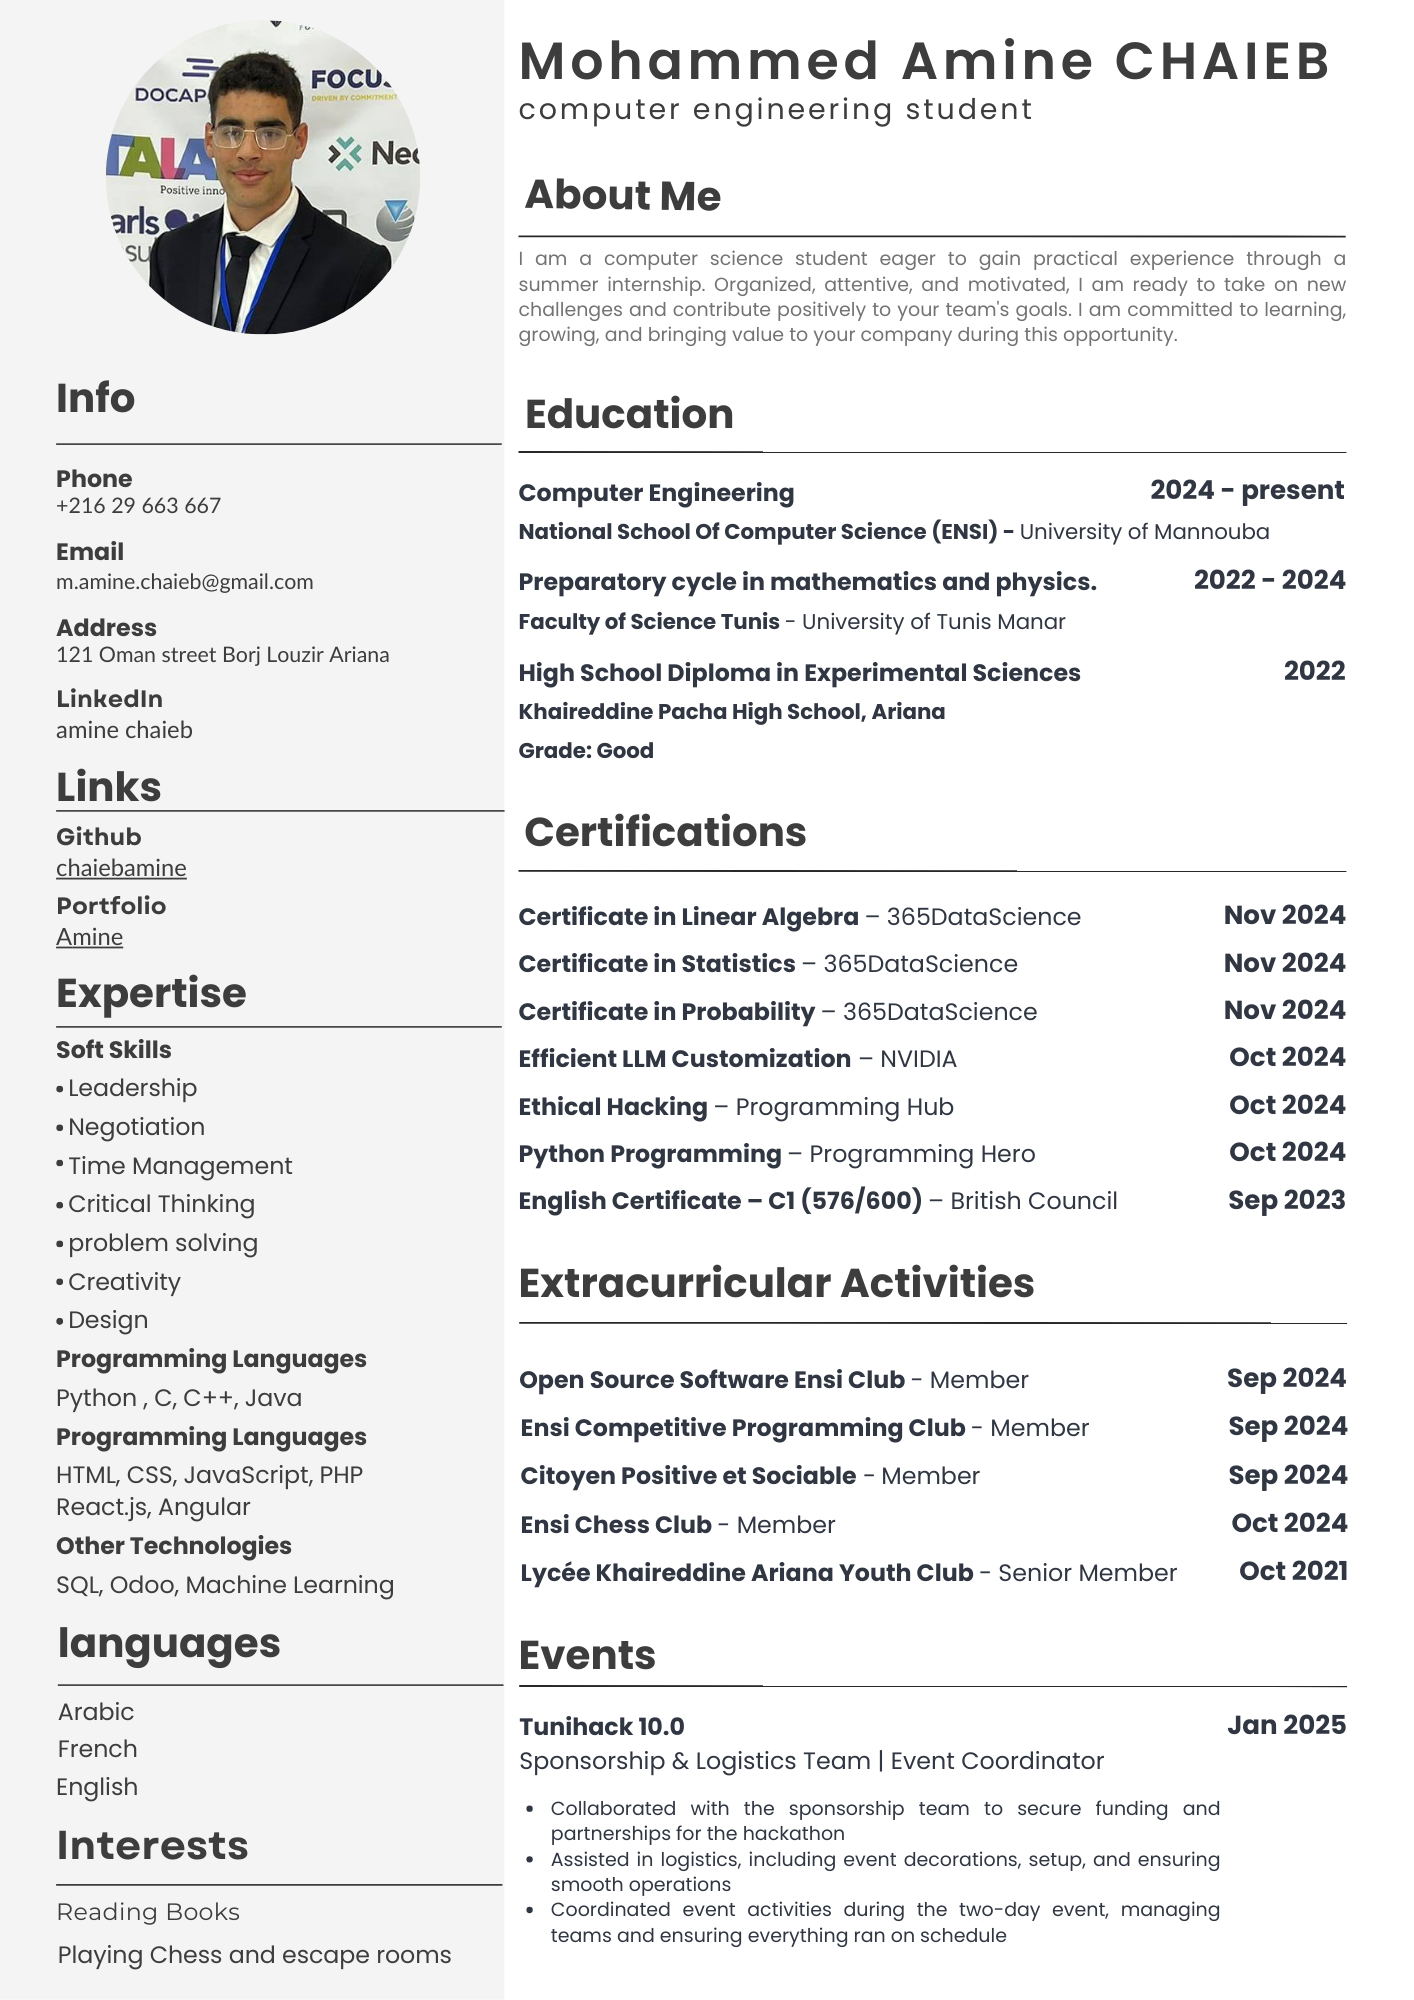 DOCAP
FOCUS
DRIVEN BY COMMITMENT
TALA
Positive inno
Neo
arls
SU
Info
Phone
+216 29 663 667
Email
m.amine.chaieb@gmail.com
Address
121 Oman street Borj Louzir Ariana
LinkedIn
amine chaieb
Links
Github
chaiebamine
Portfolio
Amine
Expertise
Soft Skills
• Leadership
• Negotiation
• Time Management
• Critical Thinking
• problem solving
• Creativity
• Design
Programming Languages
Python , C, C++, Java
Programming Languages
HTML, CSS, JavaScript, PHP
React.js, Angular
Other Technologies
SQL, Odoo, Machine Learning
languages
Arabic
French
English
Interests
Reading Books
Playing Chess and escape rooms
Mohammed Amine CHAIEB
computer engineering student
About Me
I am a computer science student eager to gain practical experience through a
summer internship. Organized, attentive, and motivated, I am ready to take on new
challenges and contribute positively to your team's goals. I am committed to learning,
growing, and bringing value to your company during this opportunity.
Education
Computer Engineering 2024 - present
National School Of Computer Science (ENSI) - University of Mannouba
Preparatory cycle in mathematics and physics. 2022 - 2024
Faculty of Science Tunis - University of Tunis Manar
High School Diploma in Experimental Sciences 2022
Khaireddine Pacha High School, Ariana
Grade: Good
Certifications
Certificate in Linear Algebra – 365DataScience Nov 2024
Certificate in Statistics – 365DataScience Nov 2024
Certificate in Probability – 365DataScience Nov 2024
Efficient LLM Customization – NVIDIA Oct 2024
Ethical Hacking – Programming Hub Oct 2024
Python Programming – Programming Hero Oct 2024
English Certificate – C1 (576/600) – British Council Sep 2023
Extracurricular Activities
Open Source Software Ensi Club - Member Sep 2024
Ensi Competitive Programming Club - Member Sep 2024
Citoyen Positive et Sociable - Member Sep 2024
Ensi Chess Club - Member Oct 2024
Lycée Khaireddine Ariana Youth Club - Senior Member Oct 2021
Events
Tunihack 10.0 Jan 2025
Sponsorship & Logistics Team | Event Coordinator
• Collaborated with the sponsorship team to secure funding and
partnerships for the hackathon
• Assisted in logistics, including event decorations, setup, and ensuring
smooth operations
• Coordinated event activities during the two-day event, managing
teams and ensuring everything ran on schedule